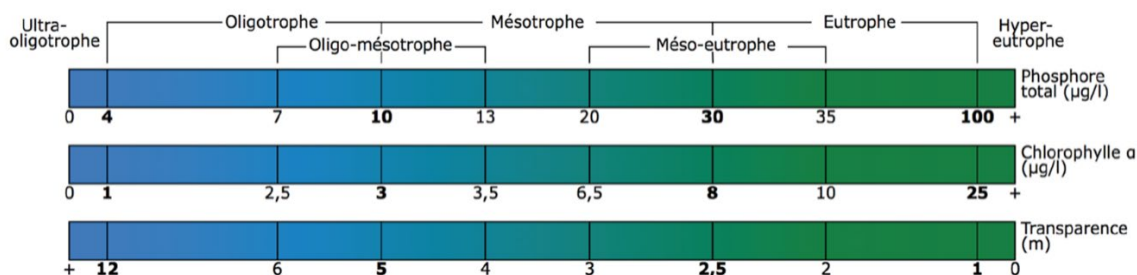 Ultra-
oligotrophe
Oligotrophe
Mésotrophe
Eutrophe
Hyper-
eutrophe
Oligo-mésotrophe
Méso-eutrophe
Phosphore
total (µg/l)
0 4 7 10 13 20 30 35 100 +
Chlorophylle α
(µg/l)
0 1 2,5 3 3,5 6,5 8 10 25 +
Transparence
(m)
+ 12 6 5 4 3 2,5 2 1 0